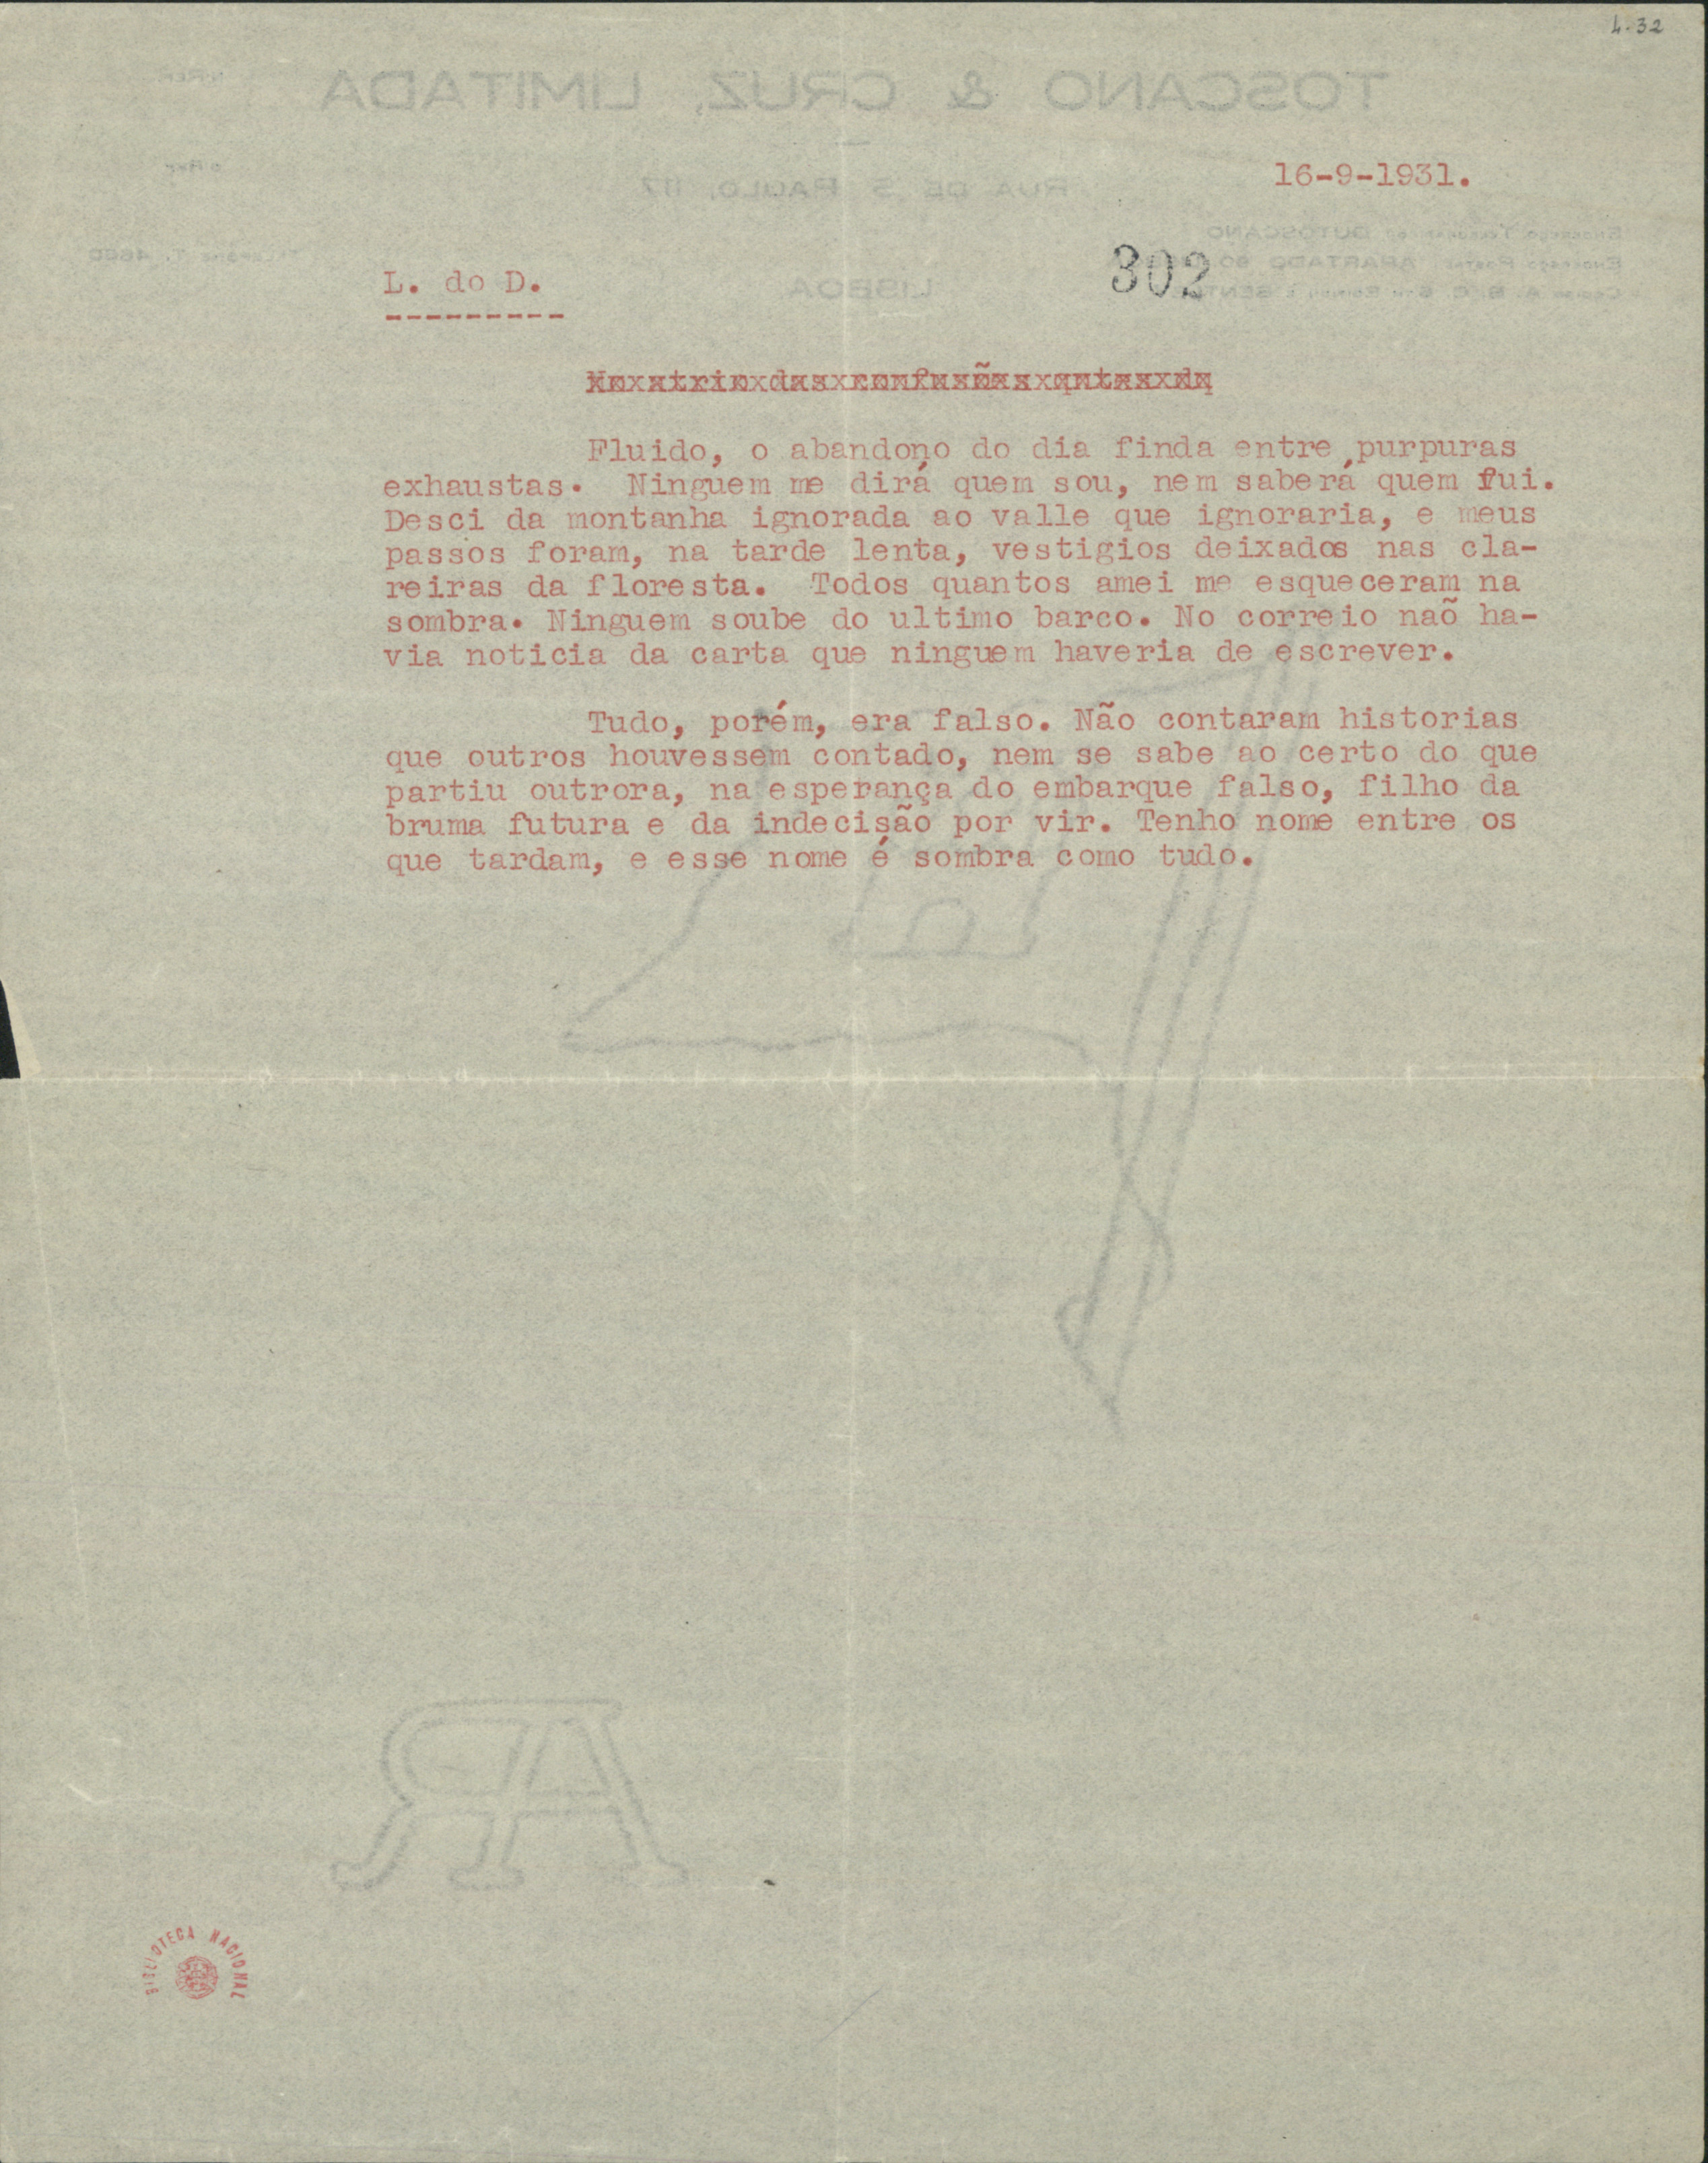 4-32
16-9-1931.
302
L. do D.
Fluido, o abandono do dia finda entre purpuras
exhaustas. Ninguem me dirá quem sou, nem saberá quem fui.
Desci da montanha ignorada ao valle que ignoraria, e meus
passos foram, na tarde lenta, vestigios deixados nas cla-
reiras da floresta. Todos quantos amei me esqueceram na
sombra. Ninguem soube do ultimo barco. No correio naõ ha-
via noticia da carta que ninguem haveria de escrever.
Tudo, porém, era falso. Não contaram historias
que outros houvessem contado, nem se sabe ao certo do que
partiu outrora, na esperança do embarque falso, filho da
bruma futura e da indecisão por vir. Tenho nome entre os
que tardam, e esse nome é sombra como tudo.
TOSCANO & CRUZ, LIMITADA
RUA DE S. PAULO, 117
LISBOA
BIBLIOTECA NACIONAL